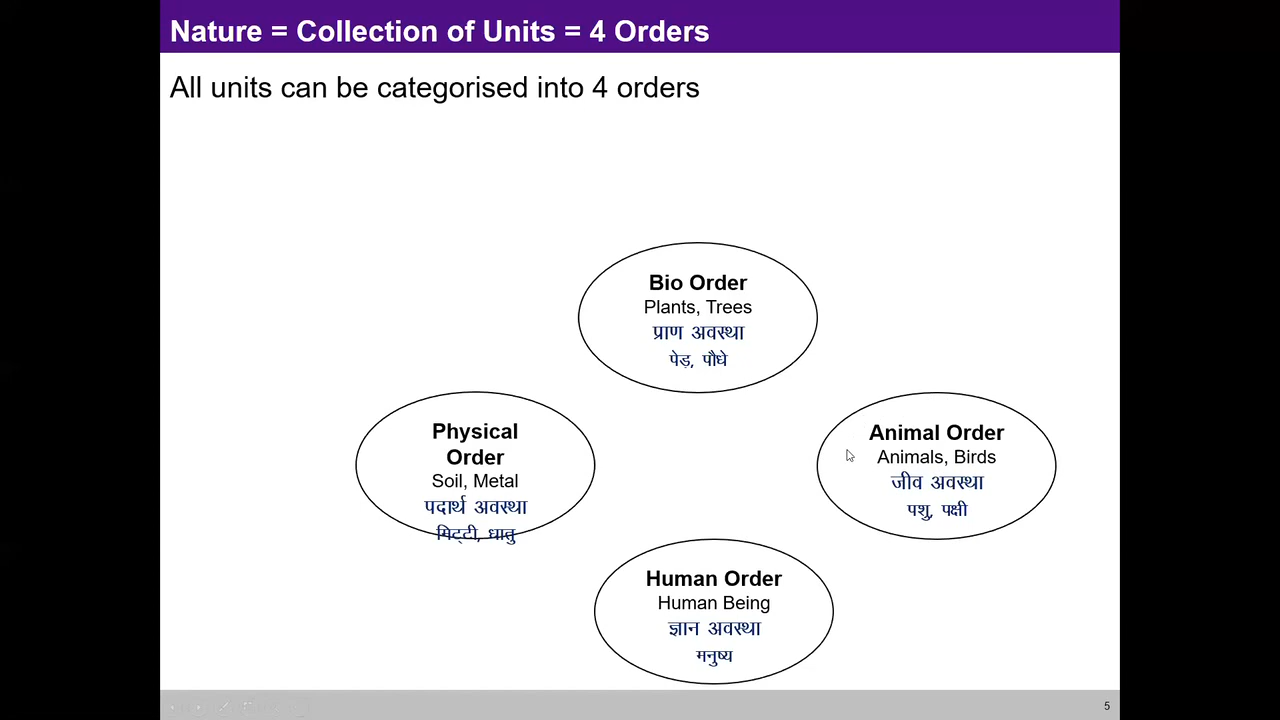 Nature = Collection of Units = 4 Orders
All units can be categorised into 4 orders
Bio Order
Plants, Trees
प्राण अवस्था
पेड़, पौधे
Physical
Order
Soil, Metal
पदार्थ अवस्था
मिट्टी, धातु
Animal Order
Animals, Birds
जीव अवस्था
पशु, पक्षी
Human Order
Human Being
ज्ञान अवस्था
मनुष्य
5